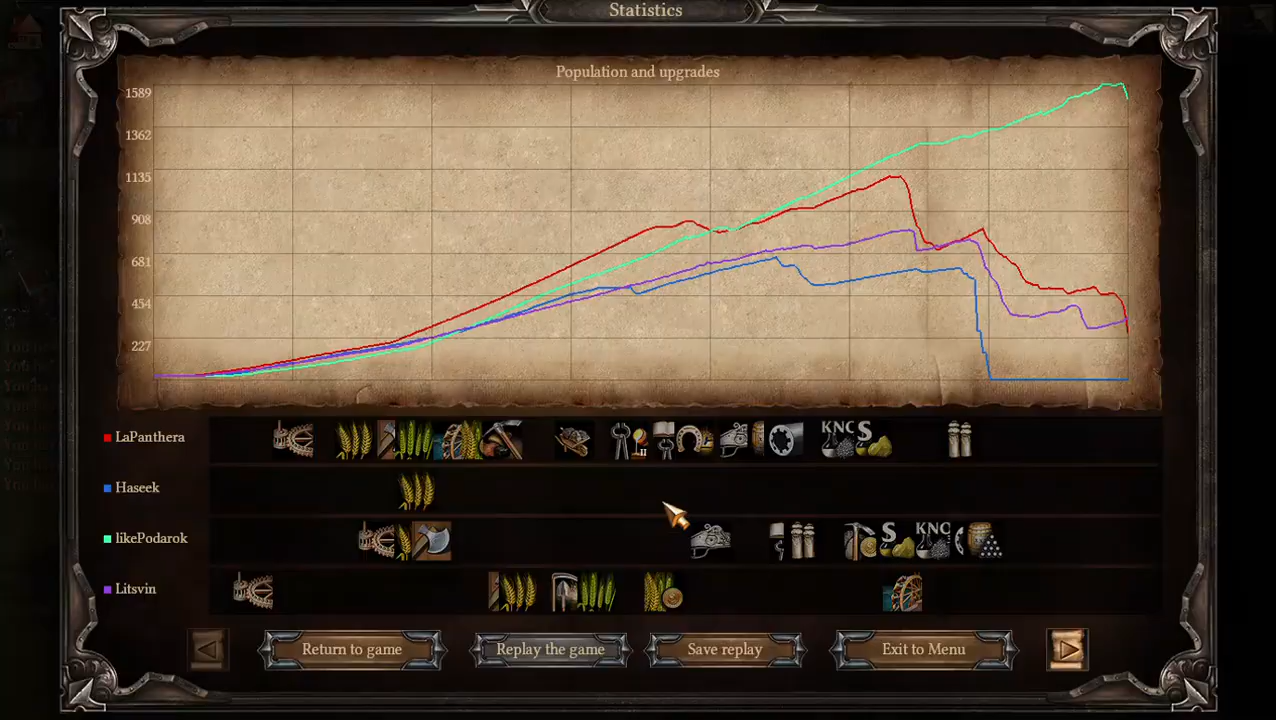 Statistics
Population and upgrades
1589
1362
1135
908
681
454
227
LaPanthera
II
KNC S
Haseek
likePodarok
S KNC
Litsvin
Return to game
Replay the game
Save replay
Exit to Menu